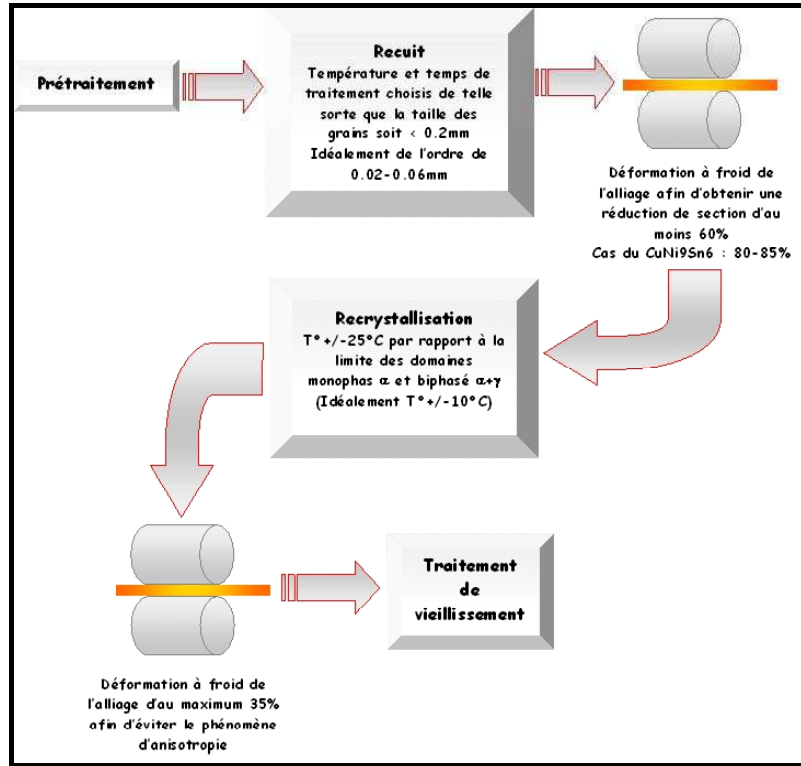 Prétraitement
Recuit
Température et temps de
traitement choisis de telle
sorte que la taille des
grains soit < 0.2mm
Idéalement de l'ordre de
0.02-0.06mm
Déformation à froid de
l'alliage afin d'obtenir une
réduction de section d'au
moins 60%
Cas du CuNi9Sn6 : 80-85%
Recrystallisation
T°+/-25°C par rapport à la
limite des domaines
monophas α et biphasé α+γ
(Idéalement T°+/-10°C)
Déformation à froid de
l'alliage d'au maximum 35%
afin d'éviter le phénomène
d'anisotropie
Traitement
de
vieillissement